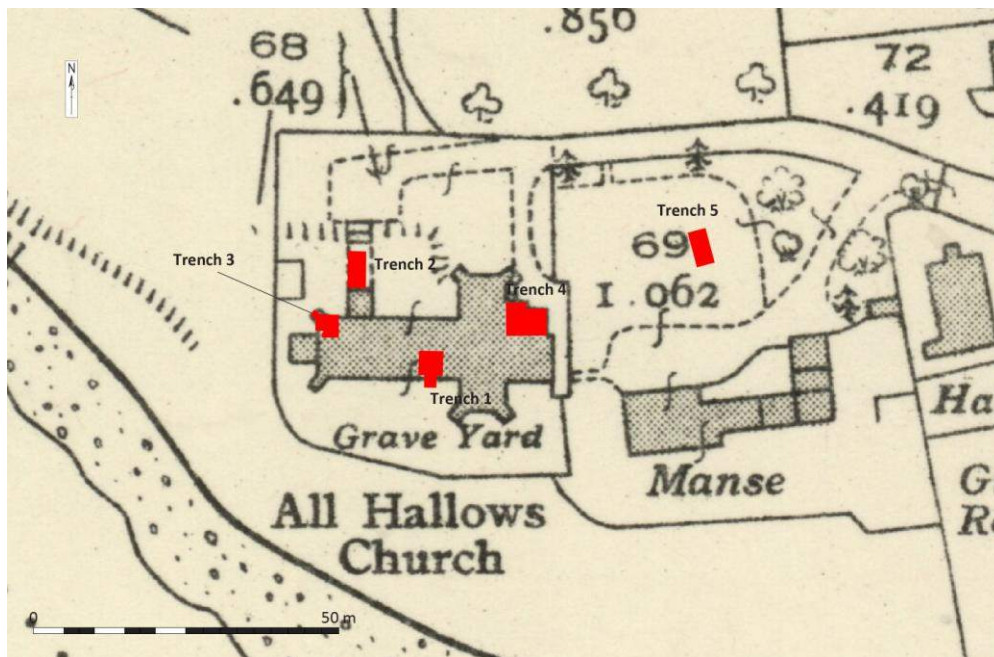 .856
68
.649
72
.419
N
Trench 5
69
1.062
Trench 3
Trench 2
Trench 4
Trench 1
Grave Yard
Manse
Ha
G
R
All Hallows
Church
0
50 m